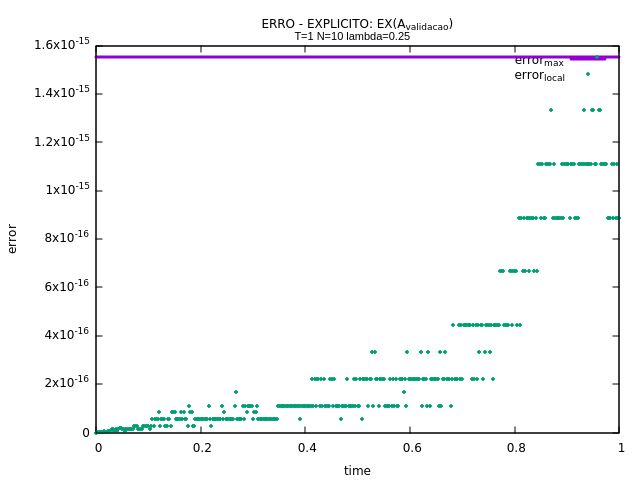 ERRO - EXPLICITO: EX(A_validacao)
T=1 N=10 lambda=0.25
error_max
error_local
1.6x10^-15
1.4x10^-15
1.2x10^-15
1x10^-15
8x10^-16
6x10^-16
4x10^-16
2x10^-16
0
error
0 0.2 0.4 0.6 0.8 1
time